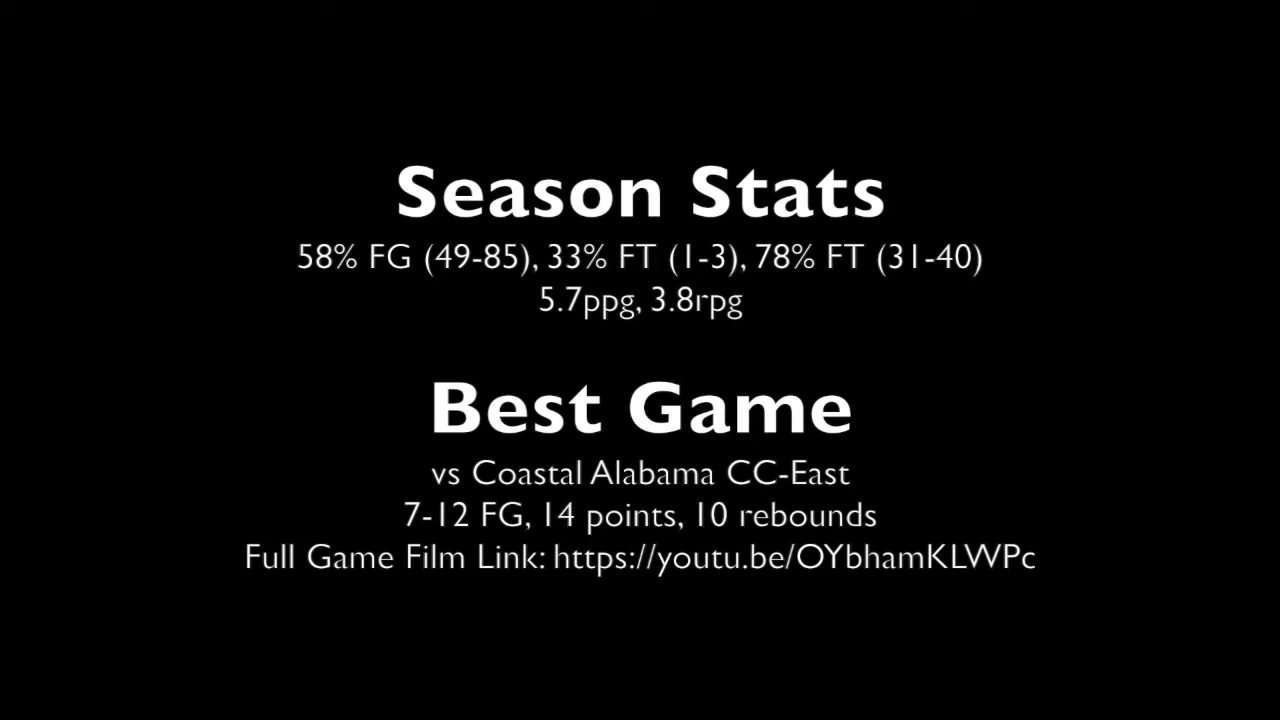 Season Stats
58% FG (49-85), 33% FT (1-3), 78% FT (31-40)
5.7ppg, 3.8rpg
Best Game
vs Coastal Alabama CC-East
7-12 FG, 14 points, 10 rebounds
Full Game Film Link: https://youtu.be/OYbhamKLWPc